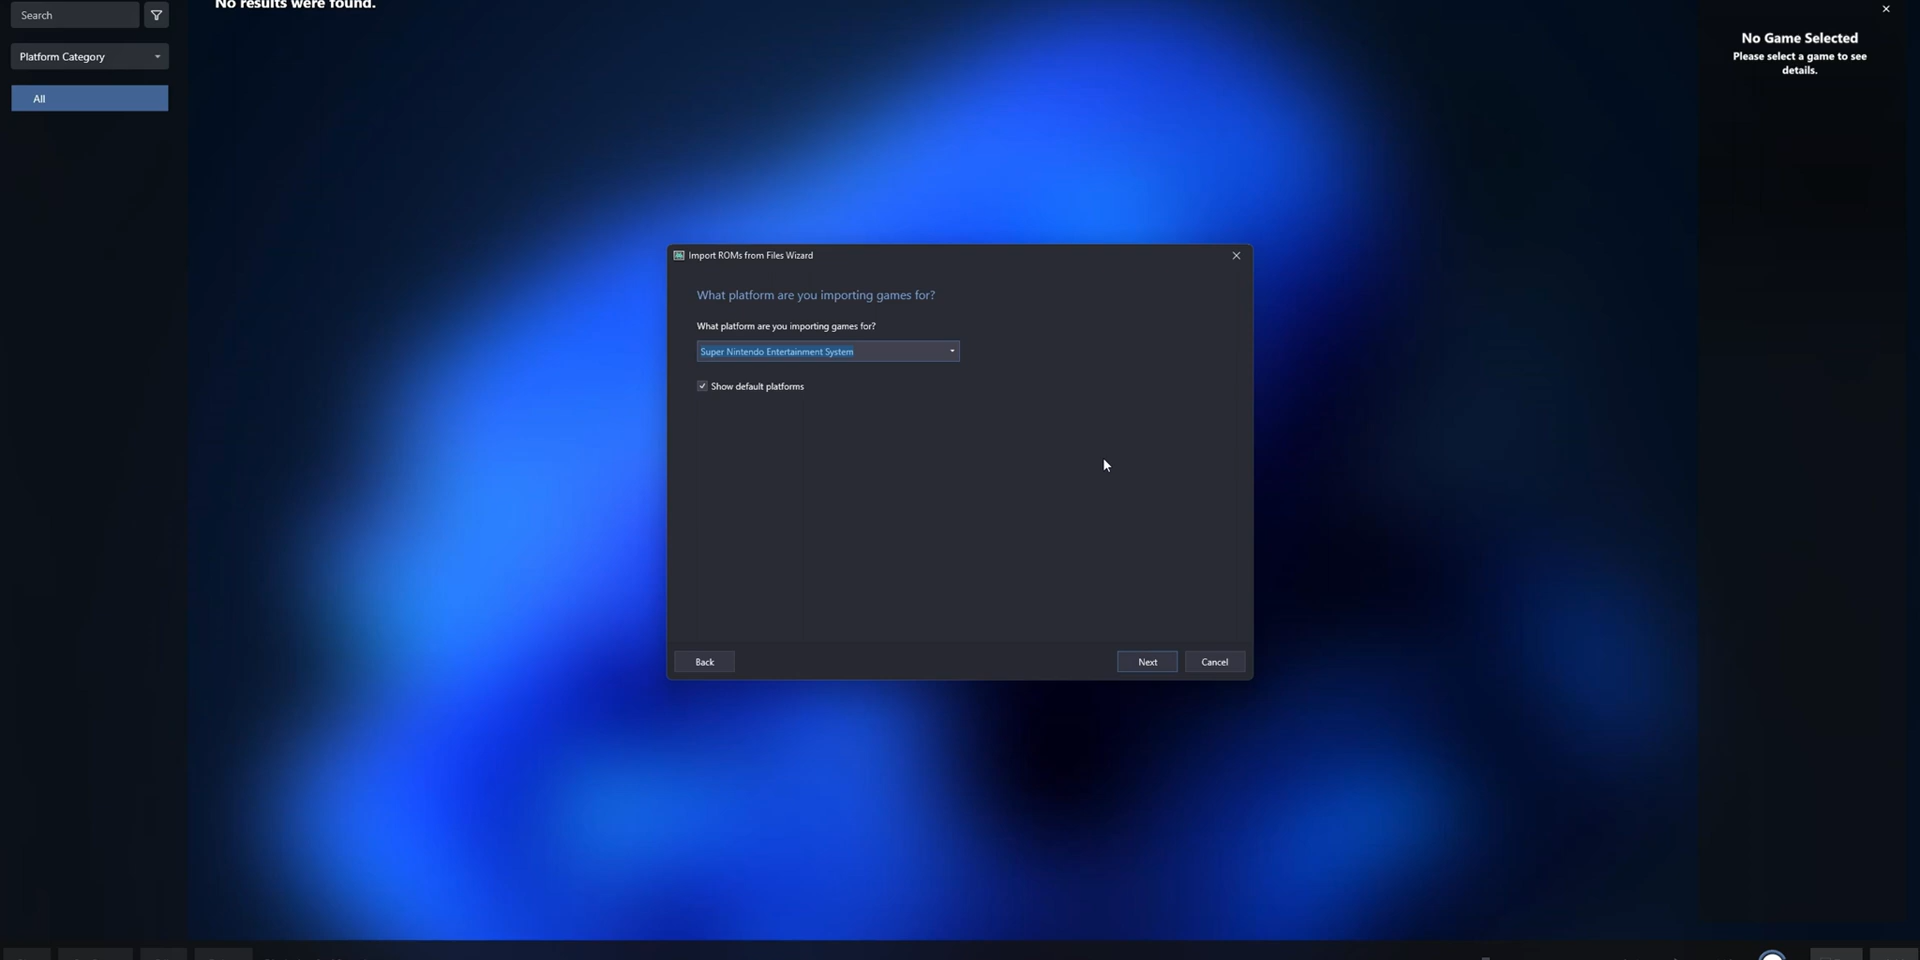 No results were found.
Search
Platform Category
All
No Game Selected
Please select a game to see
details.
Import ROMs from Files Wizard
What platform are you importing games for?
What platform are you importing games for?
Super Nintendo Entertainment System
Show default platforms
Back
Next
Cancel